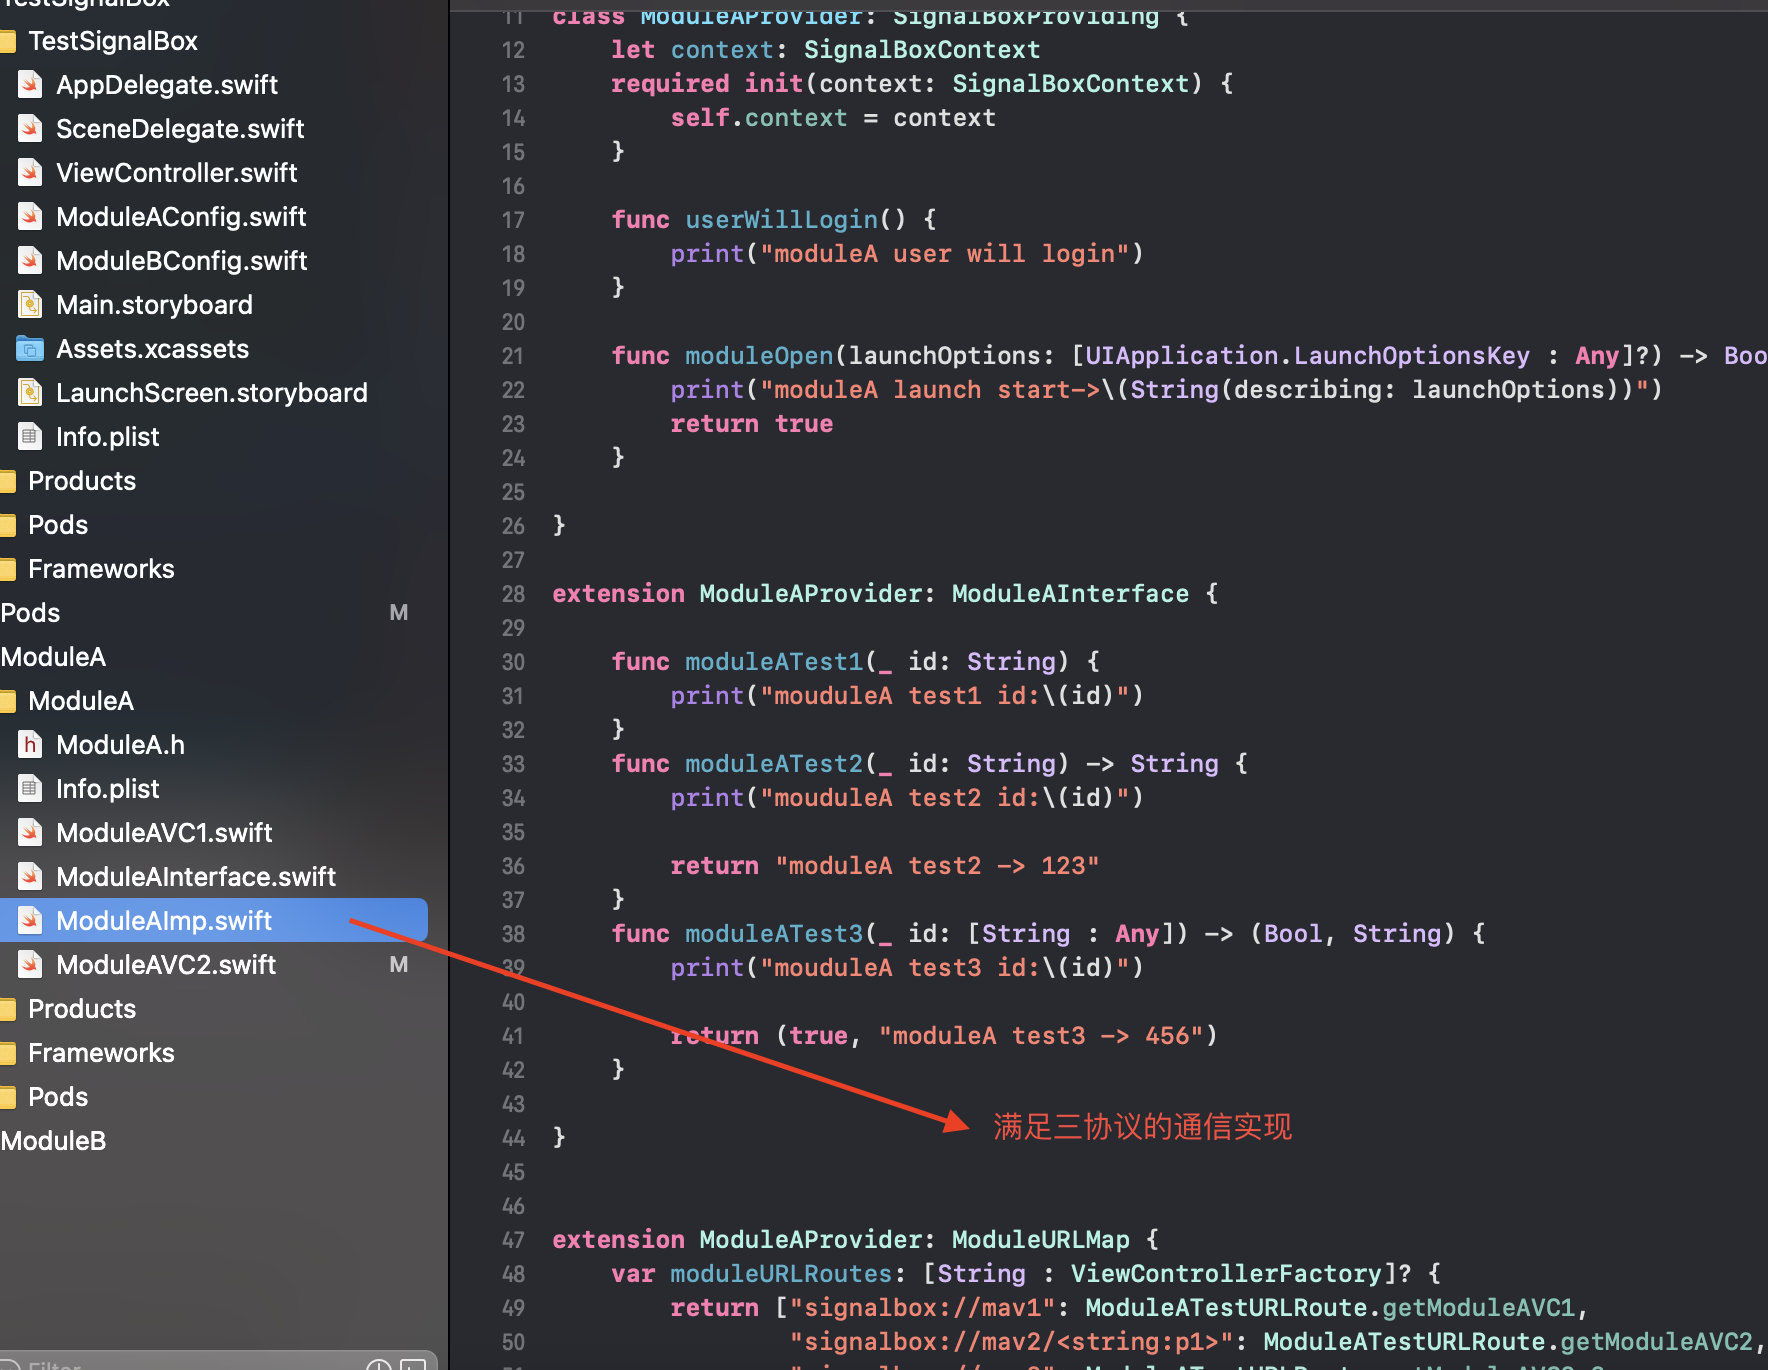 TestSignalBox
TestSignalBox
AppDelegate.swift
SceneDelegate.swift
ViewController.swift
ModuleAConfig.swift
ModuleBConfig.swift
Main.storyboard
Assets.xcassets
LaunchScreen.storyboard
Info.plist
Products
Pods
Frameworks
Pods M
ModuleA
ModuleA
h ModuleA.h
Info.plist
ModuleAVC1.swift
ModuleAInterface.swift
ModuleAImp.swift
ModuleAVC2.swift M
Products
Frameworks
Pods
ModuleB
Filter
11 class ModuleAProvider: SignalBoxProviding {
12 let context: SignalBoxContext
13 required init(context: SignalBoxContext) {
14 self.context = context
15 }
16
17 func userWillLogin() {
18 print("moduleA user will login")
19 }
20
21 func moduleOpen(launchOptions: [UIApplication.LaunchOptionsKey : Any]?) -> Boo
22 print("moduleA launch start->\(String(describing: launchOptions))")
23 return true
24 }
25
26 }
27
28 extension ModuleAProvider: ModuleAInterface {
29
30 func moduleATest1(_ id: String) {
31 print("mouduleA test1 id:\(id)")
32 }
33 func moduleATest2(_ id: String) -> String {
34 print("mouduleA test2 id:\(id)")
35
36 return "moduleA test2 -> 123"
37 }
38 func moduleATest3(_ id: [String : Any]) -> (Bool, String) {
39 print("mouduleA test3 id:\(id)")
40
41 return (true, "moduleA test3 -> 456")
42 }
43
满足三协议的通信实现
44 }
45
46
47 extension ModuleAProvider: ModuleURLMap {
48 var moduleURLRoutes: [String : ViewControllerFactory]? {
49 return ["signalbox://mav1": ModuleATestURLRoute.getModuleAVC1,
50 "signalbox://mav2/<string:p1>": ModuleATestURLRoute.getModuleAVC2,